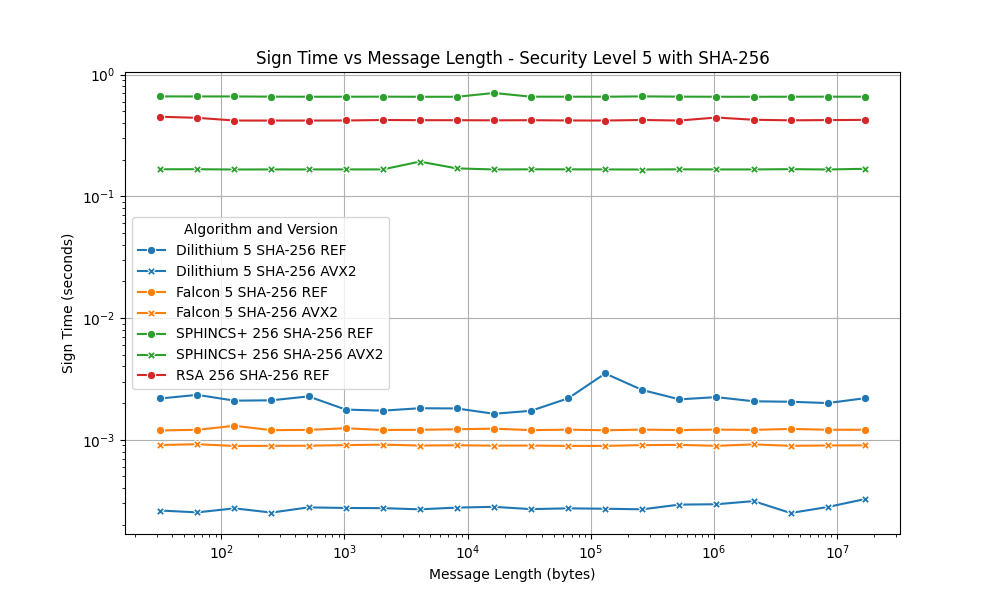 Sign Time vs Message Length - Security Level 5 with SHA-256
10⁰
10⁻¹
10⁻²
10⁻³
Sign Time (seconds)
Algorithm and Version
Dilithium 5 SHA-256 REF
Dilithium 5 SHA-256 AVX2
Falcon 5 SHA-256 REF
Falcon 5 SHA-256 AVX2
SPHINCS+ 256 SHA-256 REF
SPHINCS+ 256 SHA-256 AVX2
RSA 256 SHA-256 REF
10² 10³ 10⁴ 10⁵ 10⁶ 10⁷
Message Length (bytes)